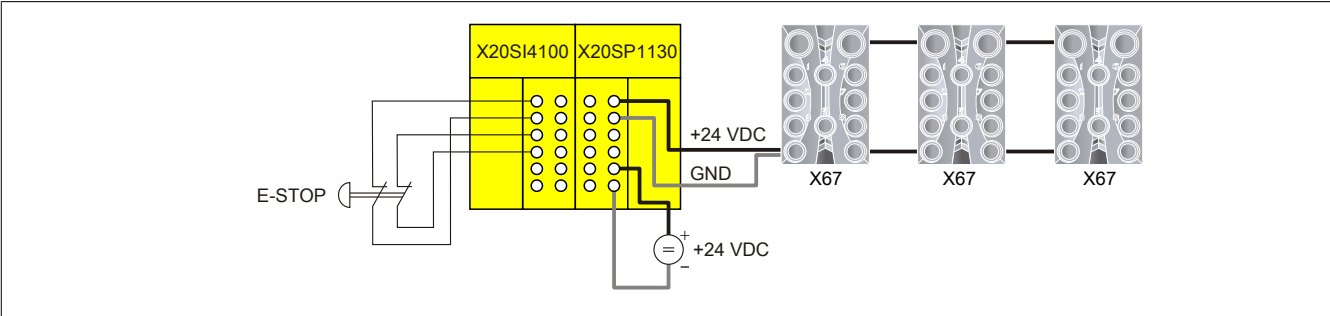 X20SI4100 X20SP1130
+24 VDC
GND
X67 X67 X67
E-STOP
+
+24 VDC
−
=